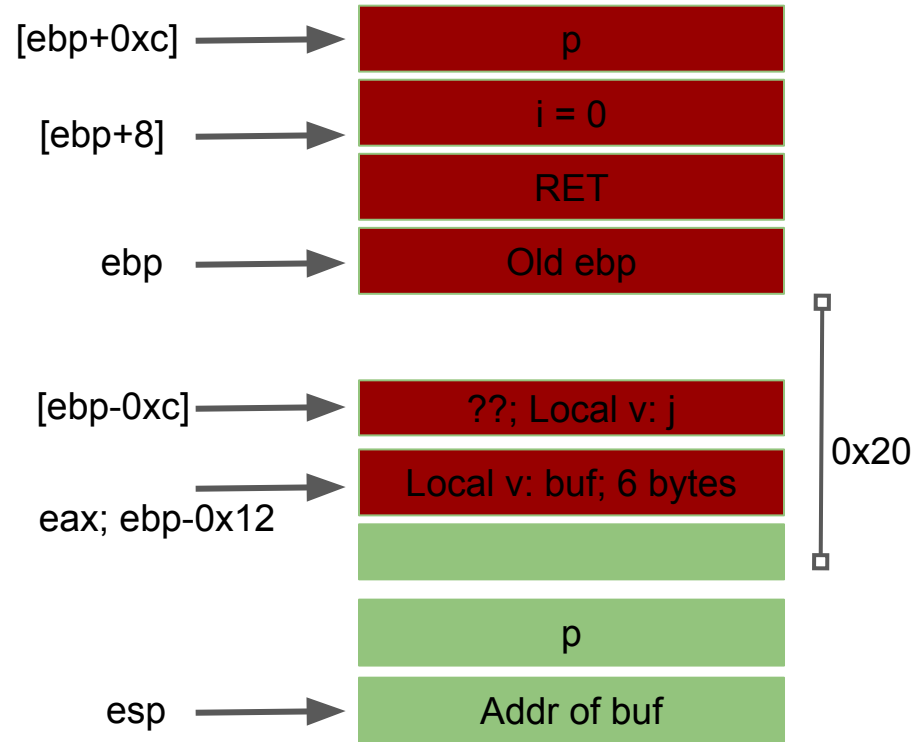 [ebp+0xc]
p
[ebp+8]
i = 0
RET
ebp
Old ebp
[ebp-0xc]
??; Local v: j
0x20
Local v: buf; 6 bytes
eax; ebp-0x12
p
esp
Addr of buf